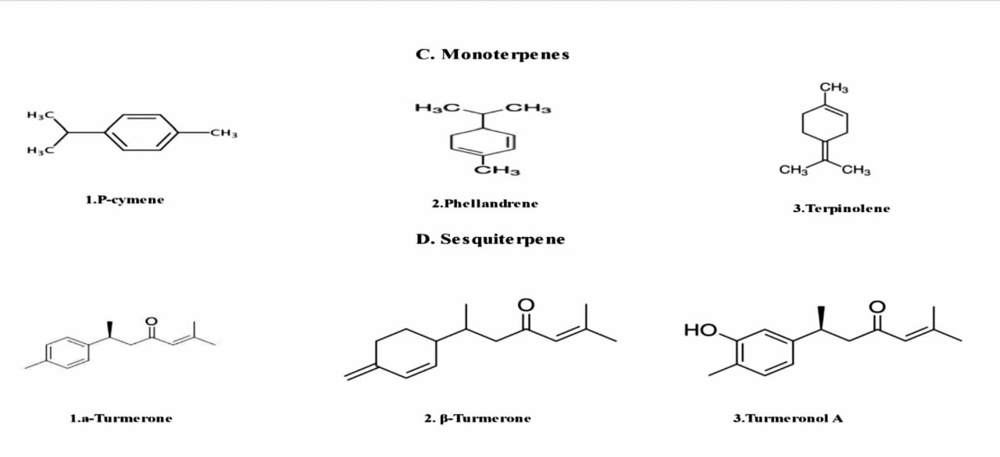 C. Monoterpenes
H3C
H3C
CH3
1.P-cymene
H3C CH3
CH3
2.Phellandrene
CH3
CH3 CH3
3.Terpinolene
D. Sesquiterpene
O
1.a-Turmerone
O
2. β-Turmerone
HO
O
3.Turmeronol A